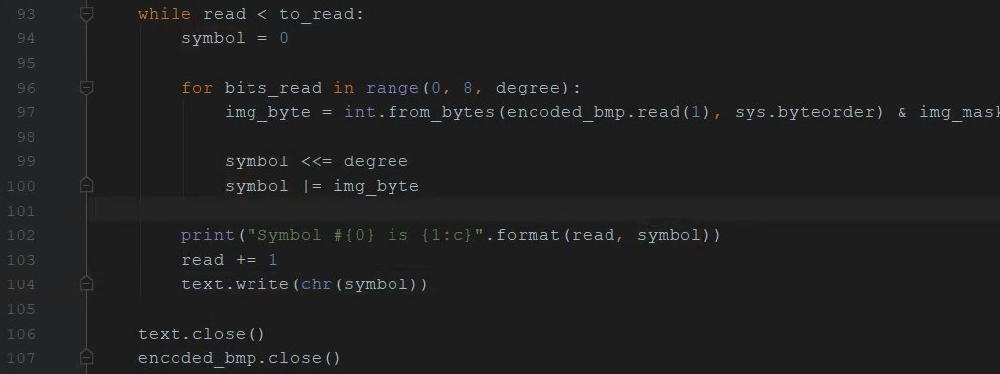 93 while read < to_read:
94 symbol = 0
95
96 for bits_read in range(0, 8, degree):
97 img_byte = int.from_bytes(encoded_bmp.read(1), sys.byteorder) & img_mas
98
99 symbol <<= degree
100 symbol |= img_byte
101
102 print("Symbol #{0} is {1:c}".format(read, symbol))
103 read += 1
104 text.write(chr(symbol))
105
106 text.close()
107 encoded_bmp.close()